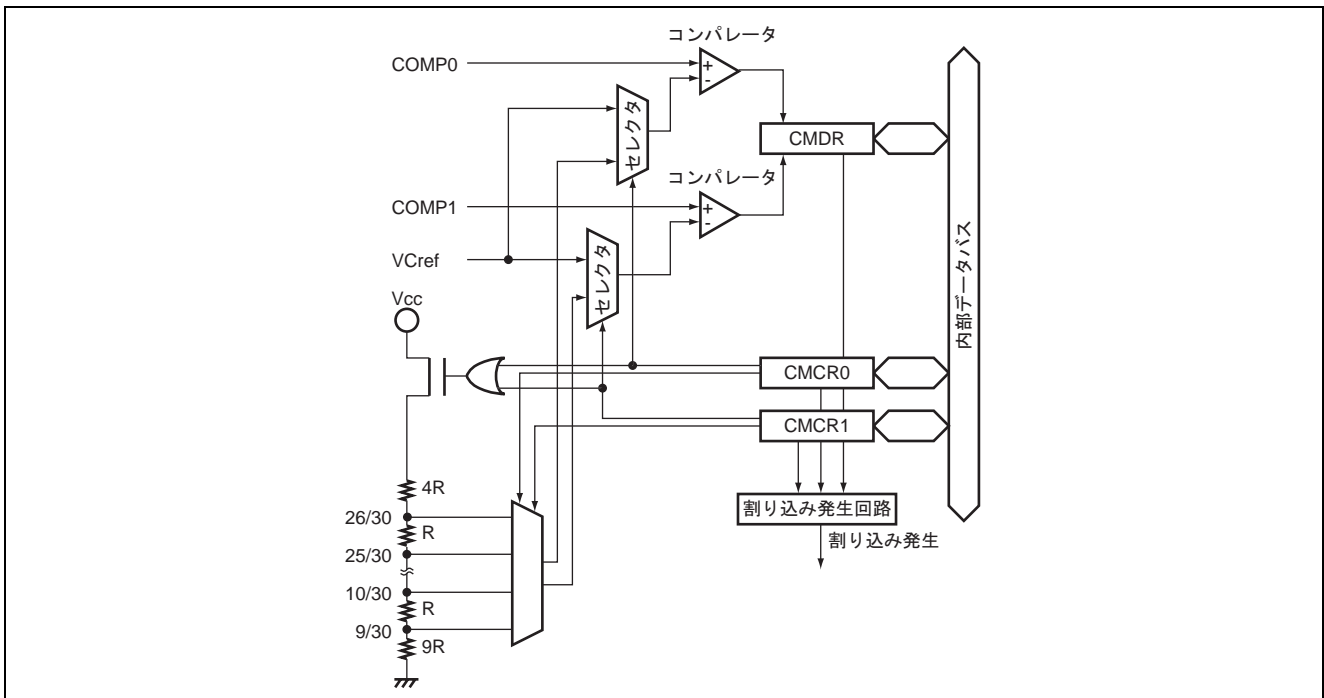 コンパレータ
COMP0
+
-
セレクタ
CMDR
コンパレータ
COMP1
+
-
VCref
セレクタ
Vcc
内部データバス
CMCR0
CMCR1
4R
26/30
R
25/30
10/30
R
9/30
9R
割り込み発生回路
割り込み発生